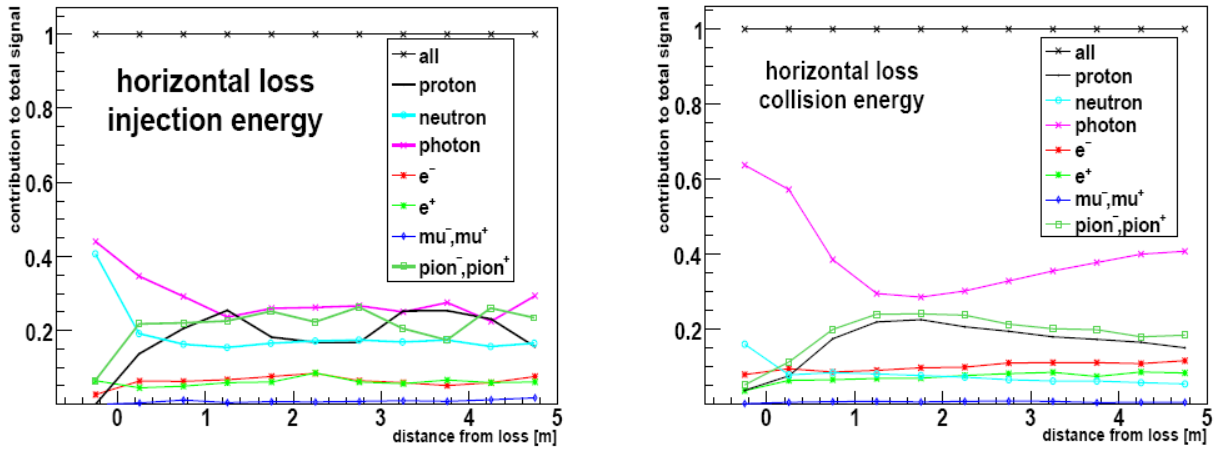 contribution to total signal
1
0.8
0.6
0.4
0.2
horizontal loss
injection energy
all
proton
neutron
photon
e⁻
e⁺
mu⁻,mu⁺
pion⁻,pion⁺
0 1 2 3 4 5
distance from loss [m]
contribution to total signal
1
0.8
0.6
0.4
0.2
horizontal loss
collision energy
all
proton
neutron
photon
e⁻
e⁺
mu⁻,mu⁺
pion⁻,pion⁺
0 1 2 3 4 5
distance from loss [m]